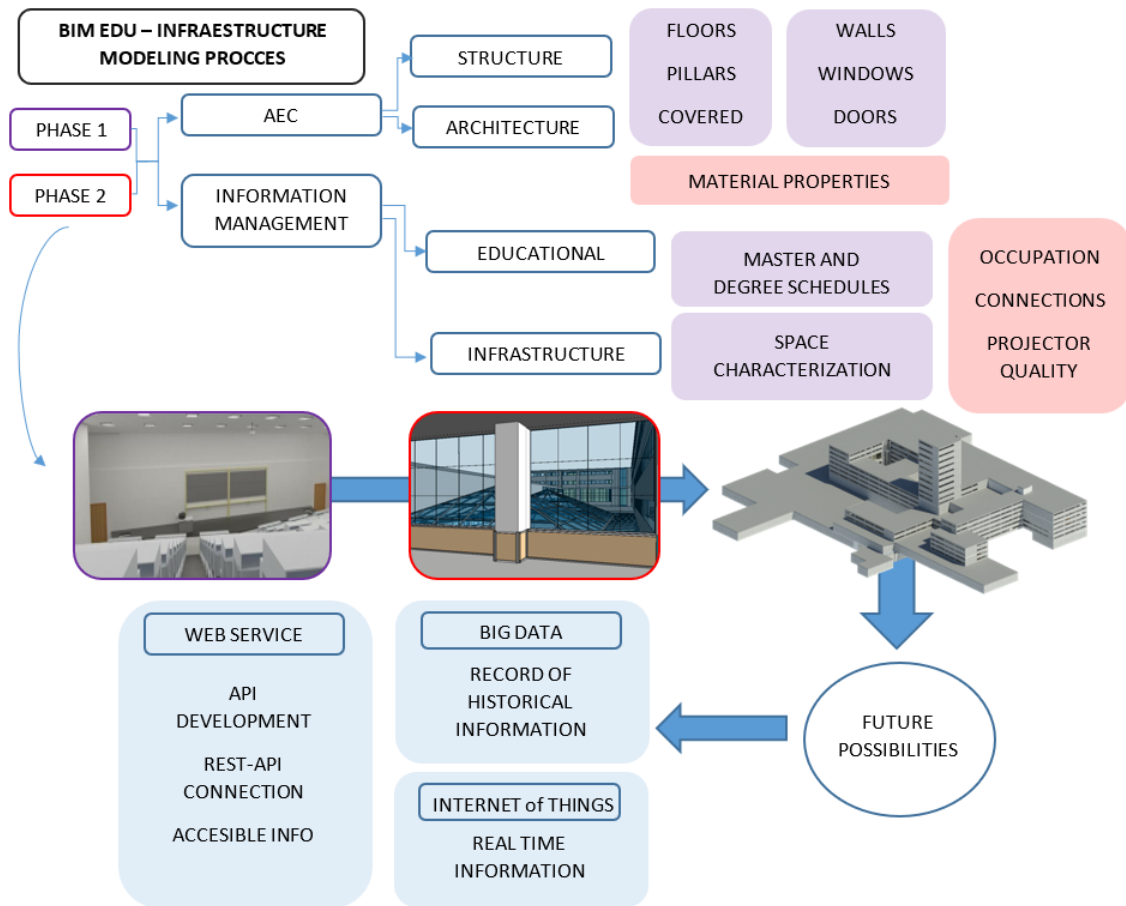 BIM EDU – INFRAESTRUCTURE
MODELING PROCCES
PHASE 1
PHASE 2
AEC
INFORMATION
MANAGEMENT
STRUCTURE
ARCHITECTURE
FLOORS
PILLARS
COVERED
WALLS
WINDOWS
DOORS
MATERIAL PROPERTIES
EDUCATIONAL
INFRASTRUCTURE
MASTER AND
DEGREE SCHEDULES
SPACE
CHARACTERIZATION
OCCUPATION
CONNECTIONS
PROJECTOR
QUALITY
WEB SERVICE
API
DEVELOPMENT
REST-API
CONNECTION
ACCESIBLE INFO
BIG DATA
RECORD OF
HISTORICAL
INFORMATION
INTERNET of THINGS
REAL TIME
INFORMATION
FUTURE
POSSIBILITIES